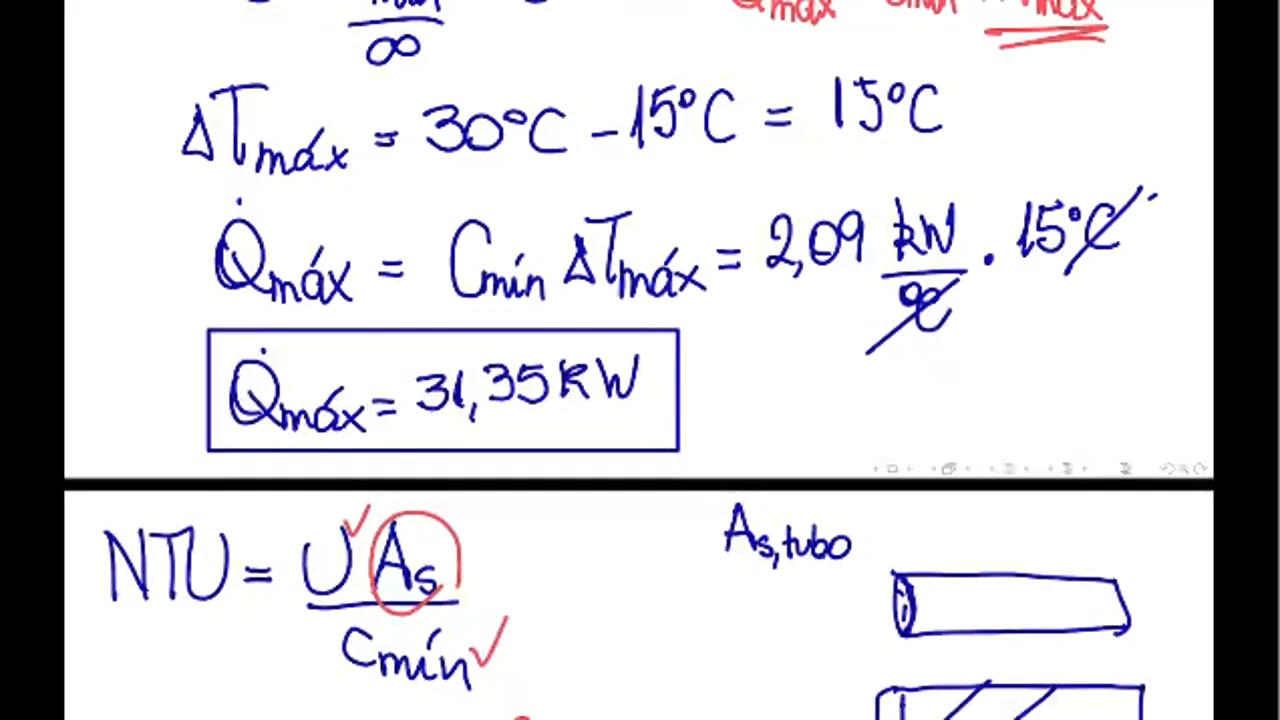 ∞
ΔTmáx = 30°C - 15°C = 15°C
Q̇máx = Cmín ΔTmáx = 2,09 kW/°C . 15°C
Q̇máx = 31,35 kW
NTU = U As / Cmín
As,tubo